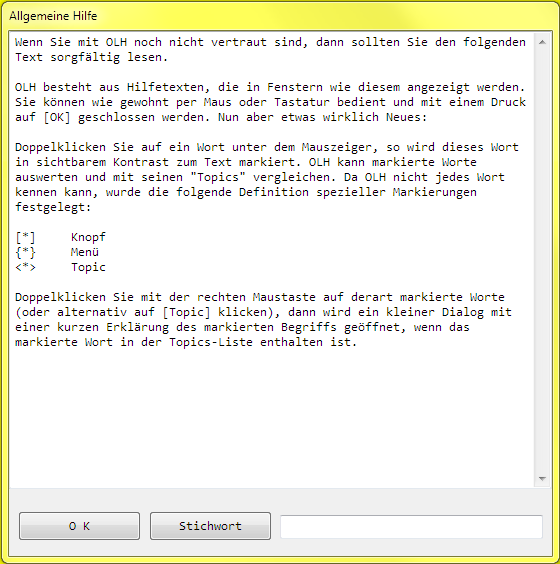 Allgemeine Hilfe
Wenn Sie mit OLH noch nicht vertraut sind, dann sollten Sie den folgenden
Text sorgfältig lesen.
OLH besteht aus Hilfetexten, die in Fenstern wie diesem angezeigt werden.
Sie können wie gewohnt per Maus oder Tastatur bedient und mit einem Druck
auf [OK] geschlossen werden. Nun aber etwas wirklich Neues:
Doppelklicken Sie auf ein Wort unter dem Mauszeiger, so wird dieses Wort
in sichtbarem Kontrast zum Text markiert. OLH kann markierte Worte
auswerten und mit seinen "Topics" vergleichen. Da OLH nicht jedes Wort
kennen kann, wurde die folgende Definition spezieller Markierungen
festgelegt:
[*] Knopf
{*} Menü
<*> Topic
Doppelklicken Sie mit der rechten Maustaste auf derart markierte Worte
(oder alternativ auf [Topic] klicken), dann wird ein kleiner Dialog mit
einer kurzen Erklärung des markierten Begriffs geöffnet, wenn das
markierte Wort in der Topics-Liste enthalten ist.
O K Stichwort